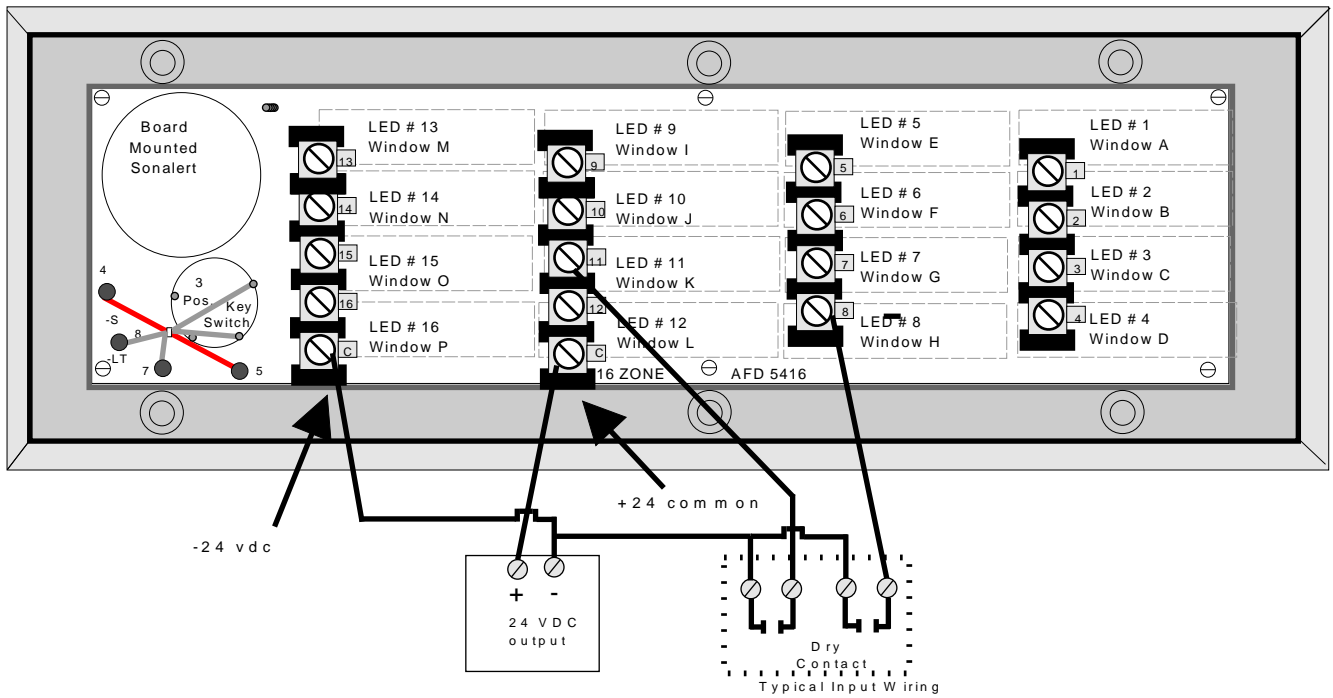 Board
Mounted
Sonalert
LED # 13
Window M
13
LED # 14
Window N
14
LED # 15
Window O
15
LED # 16
Window P
16
C
LED # 9
Window I
9
LED # 10
Window J
10
LED # 11
Window K
11
LED # 12
Window L
12
C
LED # 5
Window E
5
LED # 6
Window F
6
LED # 7
Window G
7
LED # 8
Window H
8
LED # 1
Window A
1
LED # 2
Window B
2
LED # 3
Window C
3
LED # 4
Window D
4
3
Pos.
Key
Switch
4
-S
8
-LT
7
5
16 ZONE
AFD 5416
-24 vdc
+24 common
+ -
24 VDC
output
Dry
Contact
Typical Input Wiring